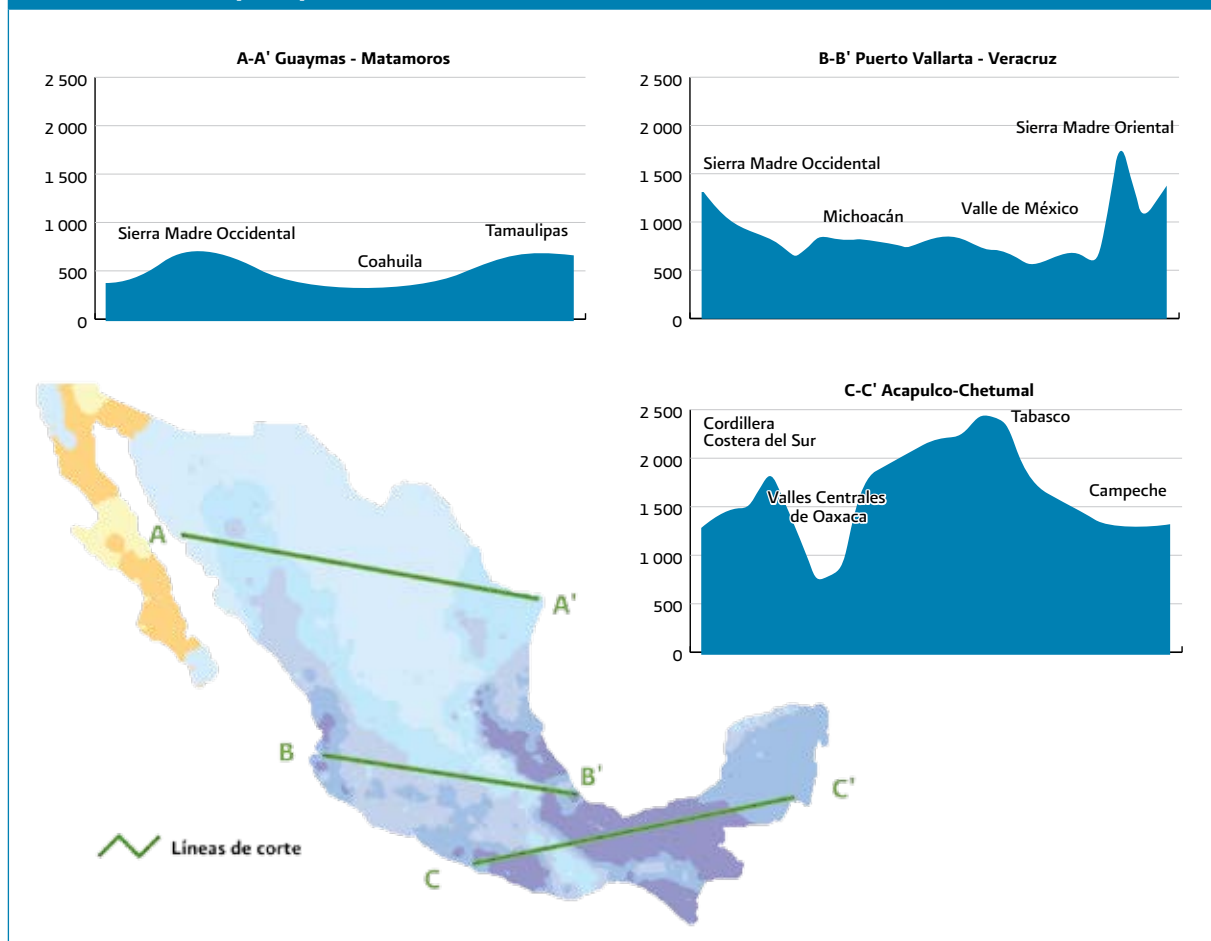 A-A' Guaymas - Matamoros
2 500
2 000
1 500
1 000
500
0
Sierra Madre Occidental
Coahuila
Tamaulipas
B-B' Puerto Vallarta - Veracruz
2 500
2 000
1 500
1 000
500
0
Sierra Madre Occidental
Michoacán
Valle de México
Sierra Madre Oriental
C-C' Acapulco-Chetumal
2 500
2 000
1 500
1 000
500
0
Cordillera
Costera del Sur
Valles Centrales
de Oaxaca
Tabasco
Campeche
A
A'
B
B'
C
C'
Líneas de corte